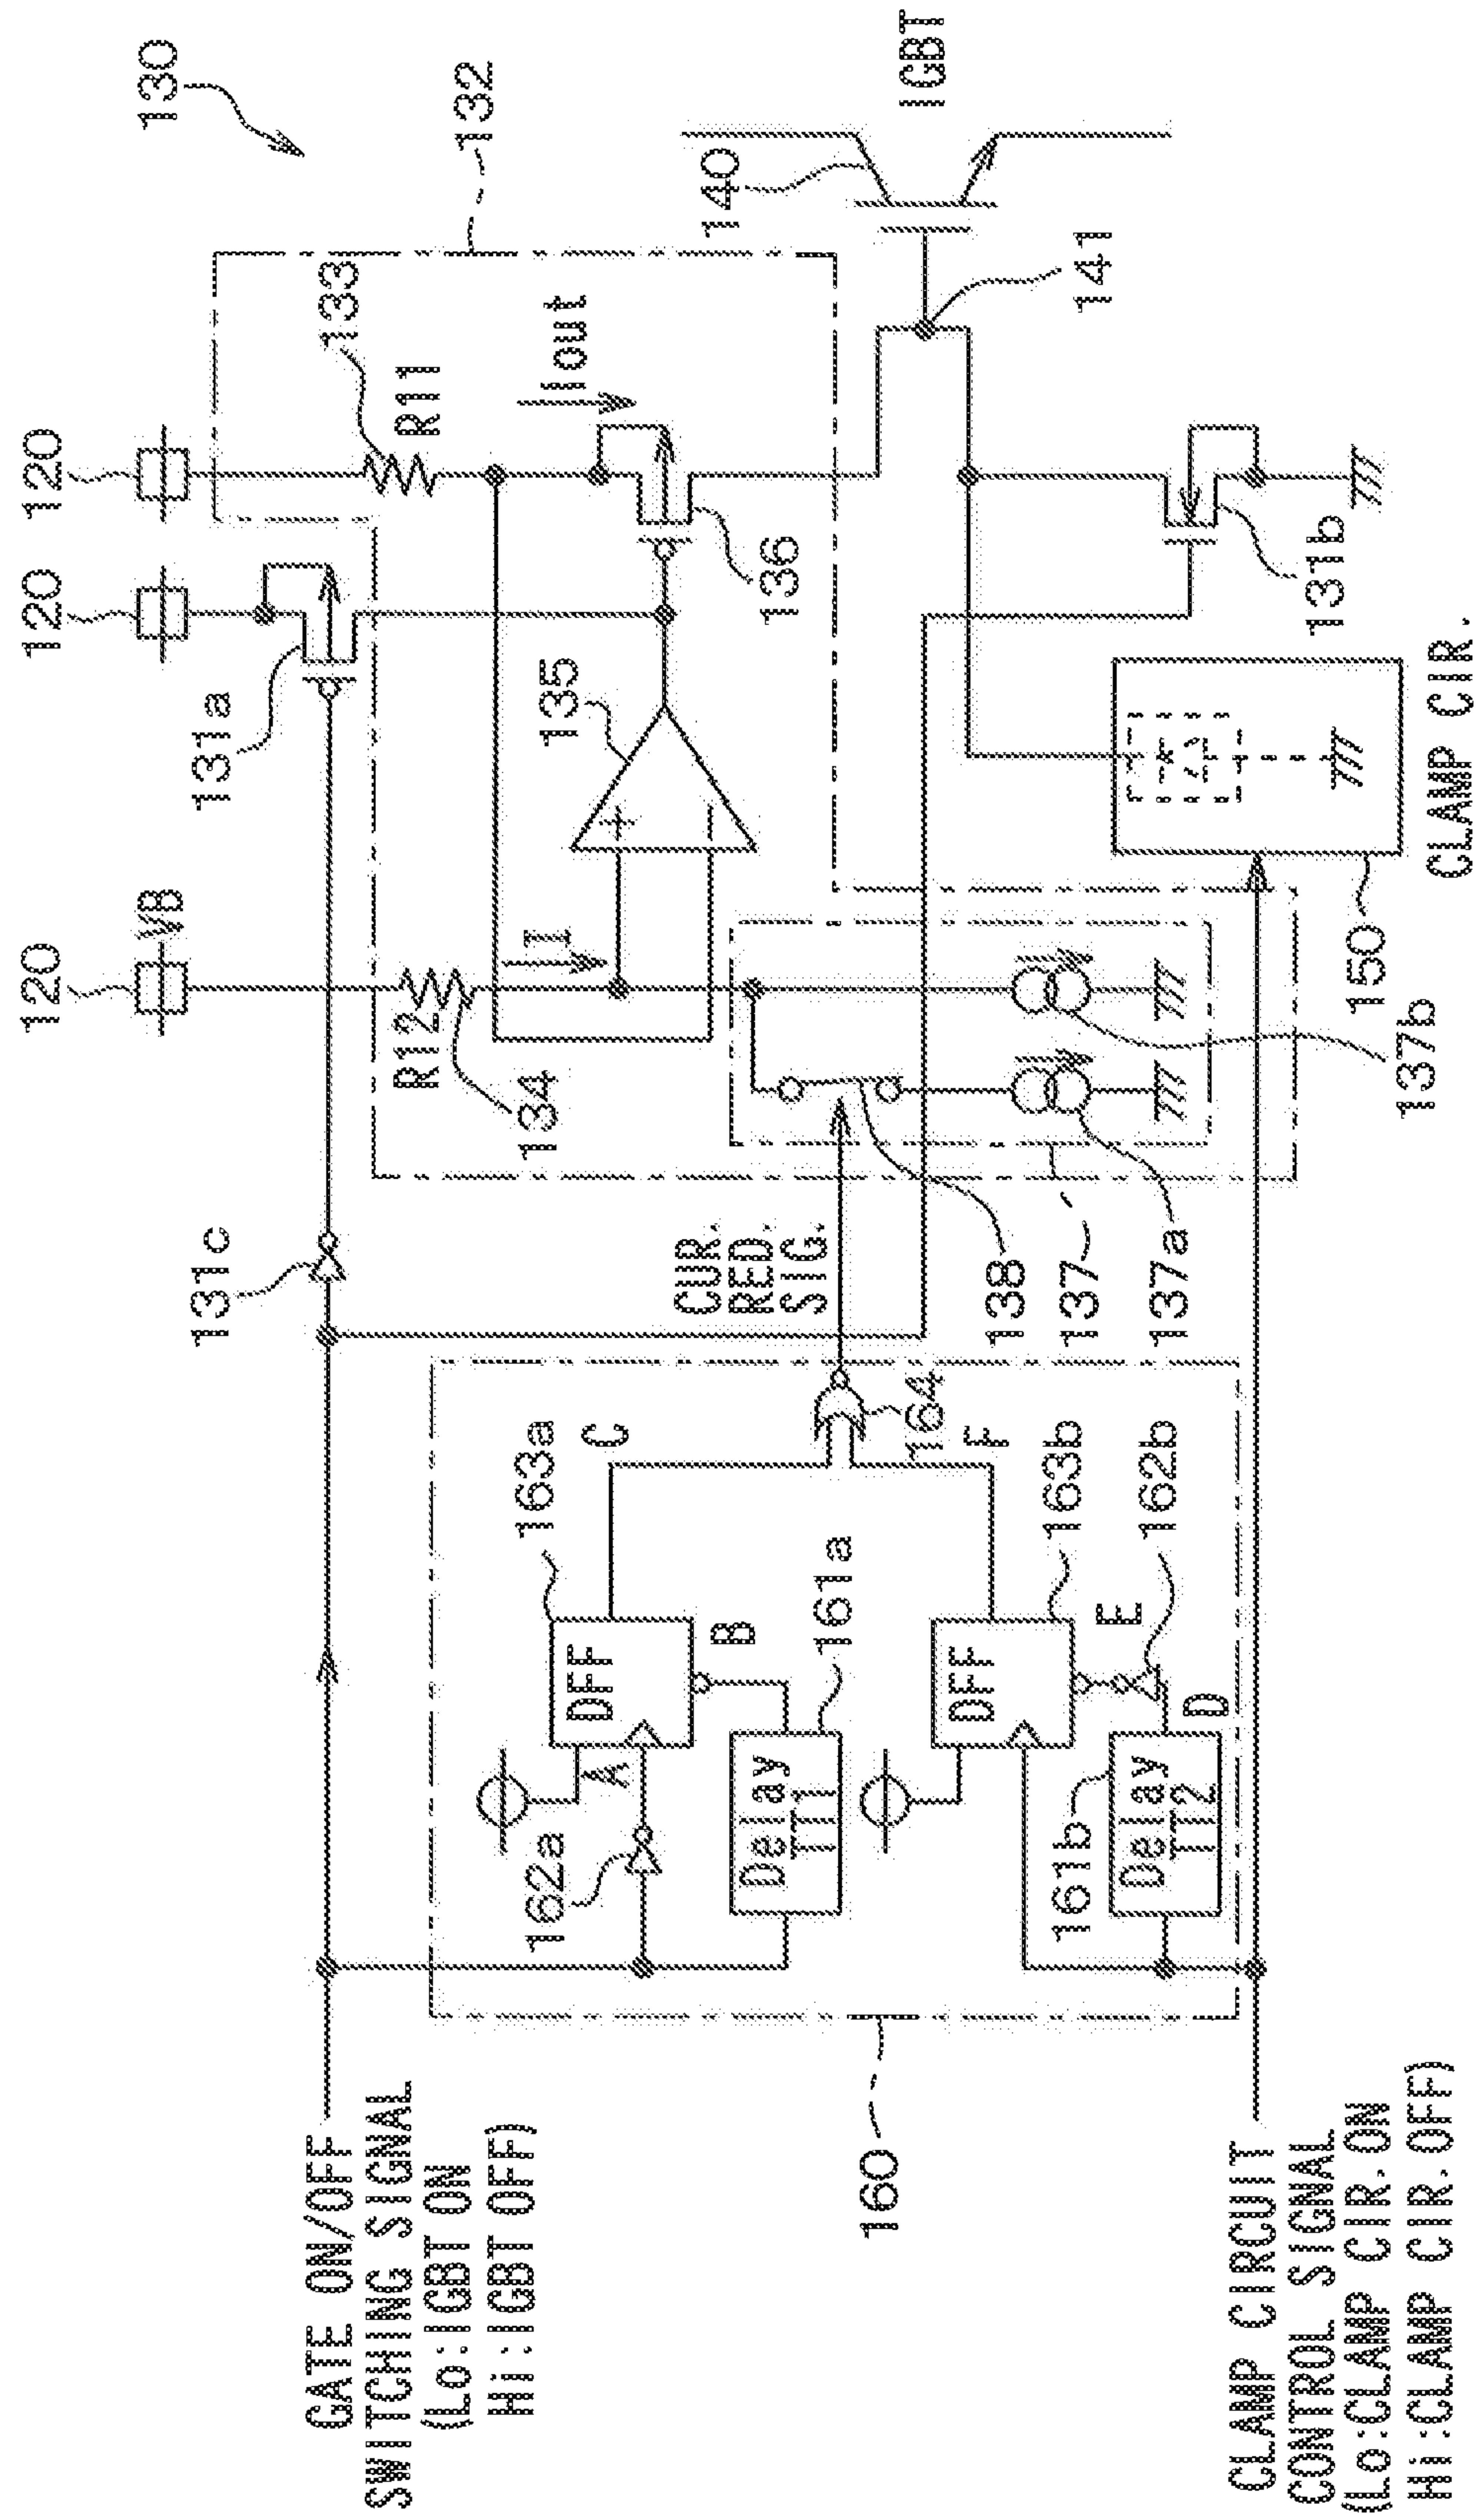 130
120
120
120
VB
131c
131a
133
R11
132
R12
134
135
Iout
136
I
140
IGBT
141
131b
CUR.
RED.
SIG.
138
137
137a
137b
150
CLAMP CIR.
GATE ON/OFF
SWITCHING SIGNAL
(Lo:IGBT ON
Hi:IGBT OFF)
162a
A
DFF
163a
C
B
Delay
TT1
161a
164
F
DFF
163b
E
162b
D
161b
Delay
TT2
160
CLAMP CIRCUIT
CONTROL SIGNAL
(Lo:CLAMP CIR.ON
Hi:CLAMP CIR.OFF)